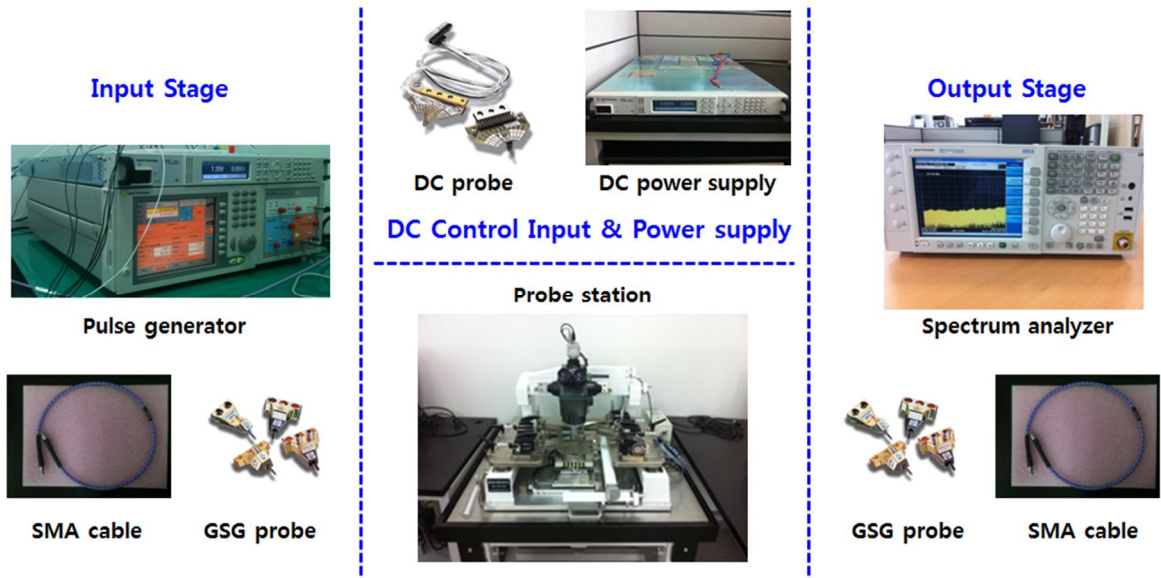 Input Stage
Pulse generator
SMA cable
GSG probe
DC probe
DC power supply
DC Control Input & Power supply
Probe station
Output Stage
Spectrum analyzer
GSG probe
SMA cable